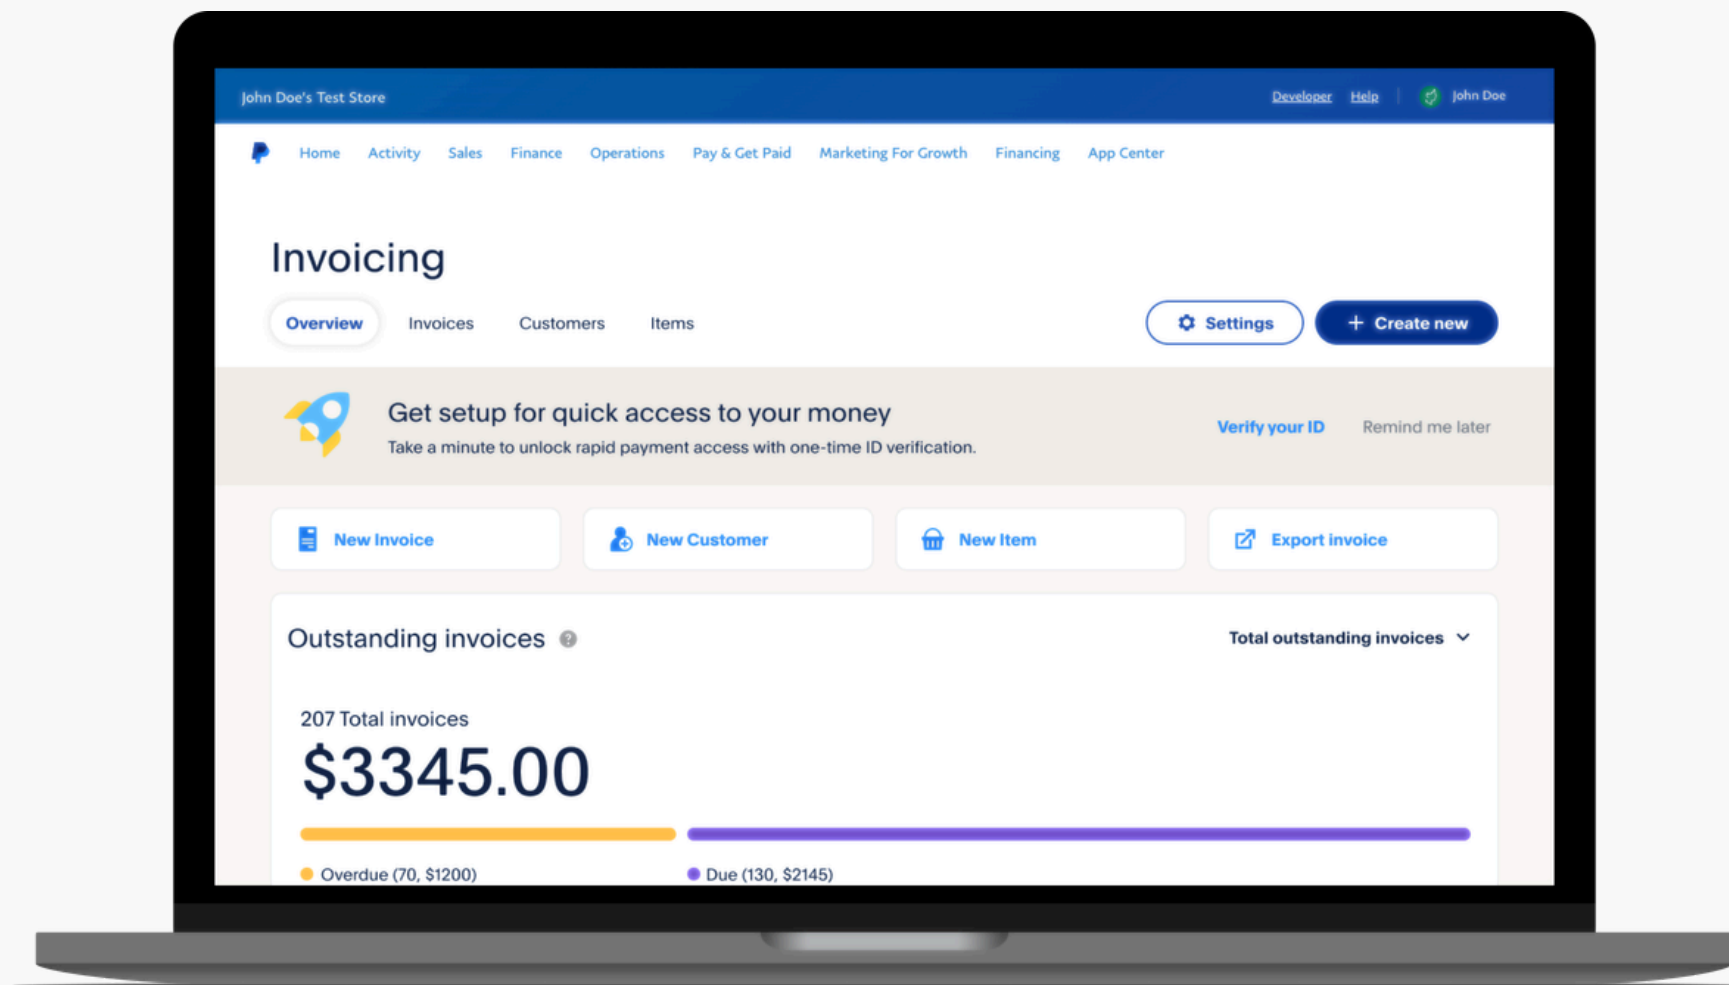 John Doe's Test Store
Developer Help John Doe
Home Activity Sales Finance Operations Pay & Get Paid Marketing For Growth Financing App Center
Invoicing
Overview Invoices Customers Items
Settings + Create new
Get setup for quick access to your money
Take a minute to unlock rapid payment access with one-time ID verification.
Verify your ID Remind me later
New Invoice New Customer New Item Export invoice
Outstanding invoices ?
Total outstanding invoices
207 Total invoices
$3345.00
Overdue (70, $1200) Due (130, $2145)